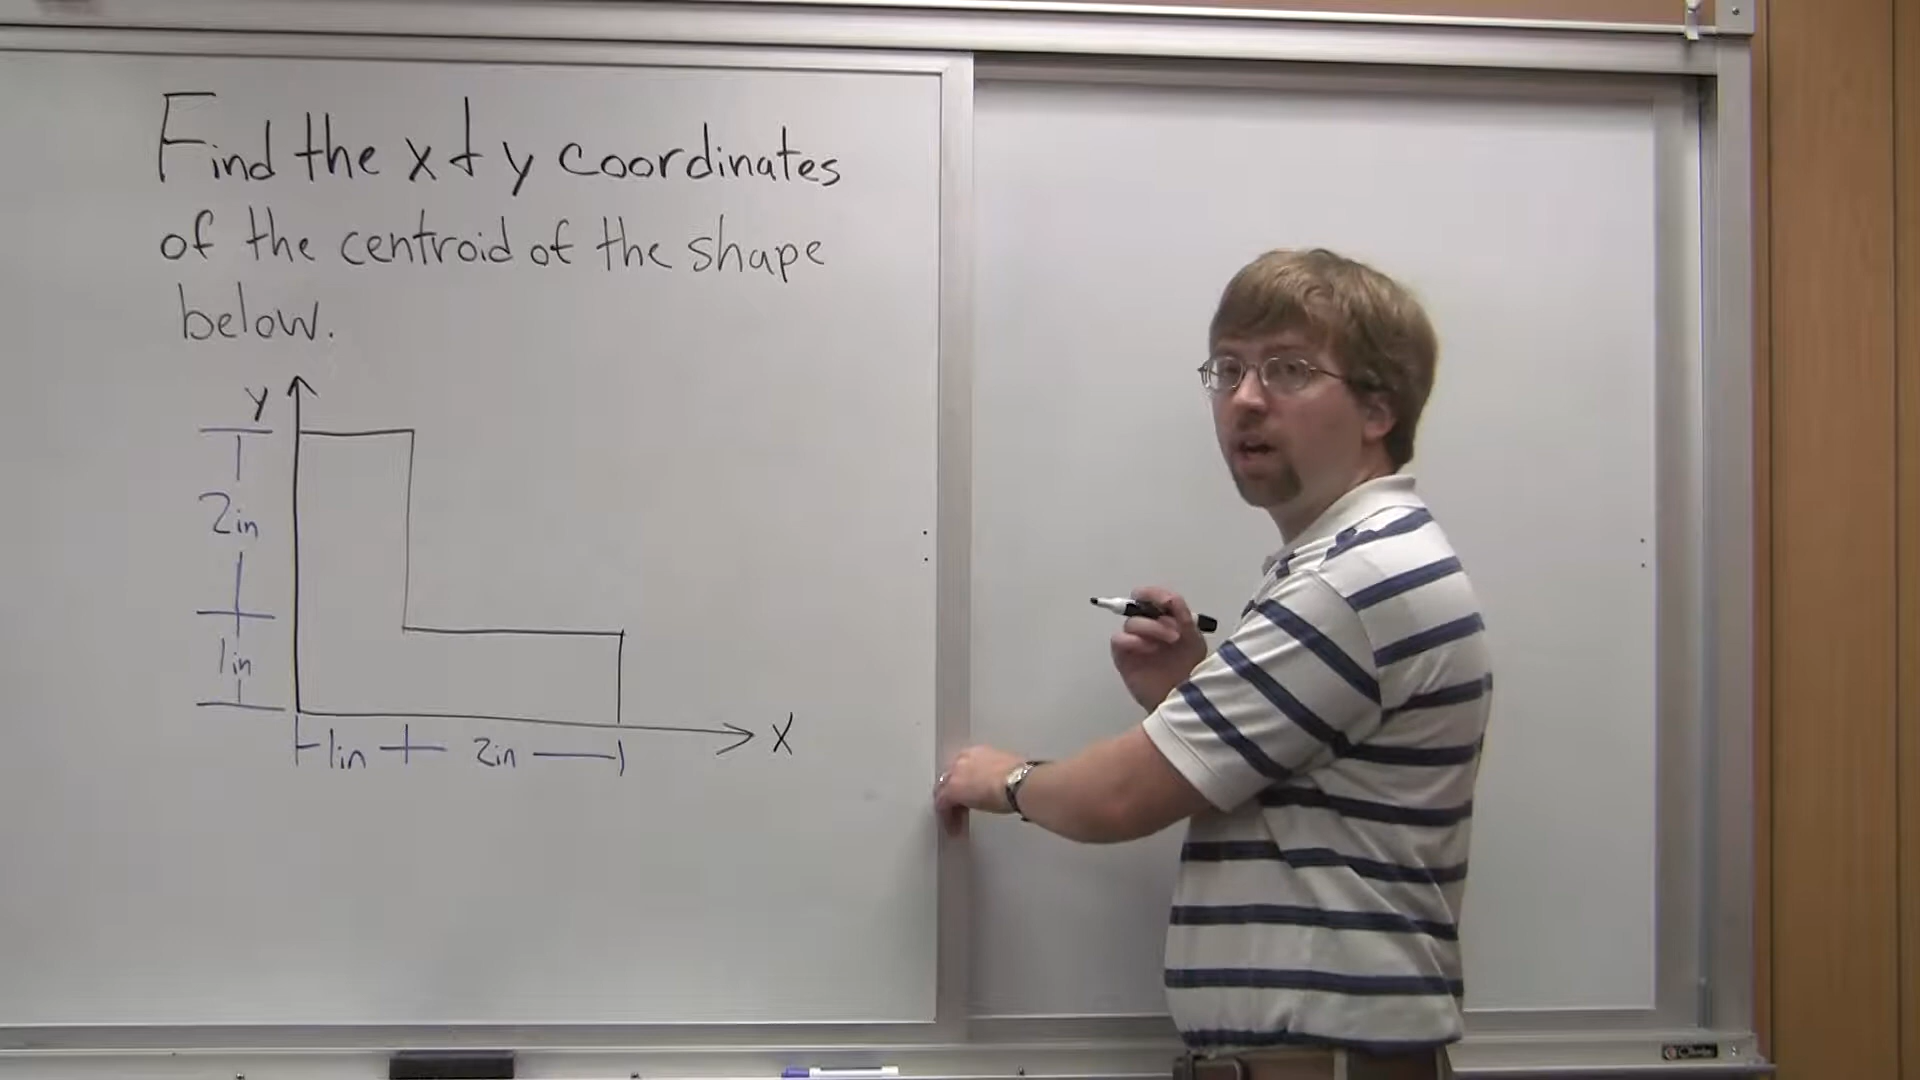 Find the x & y coordinates
of the centroid of the shape
below.
y
2in
1in
1in 2in
x